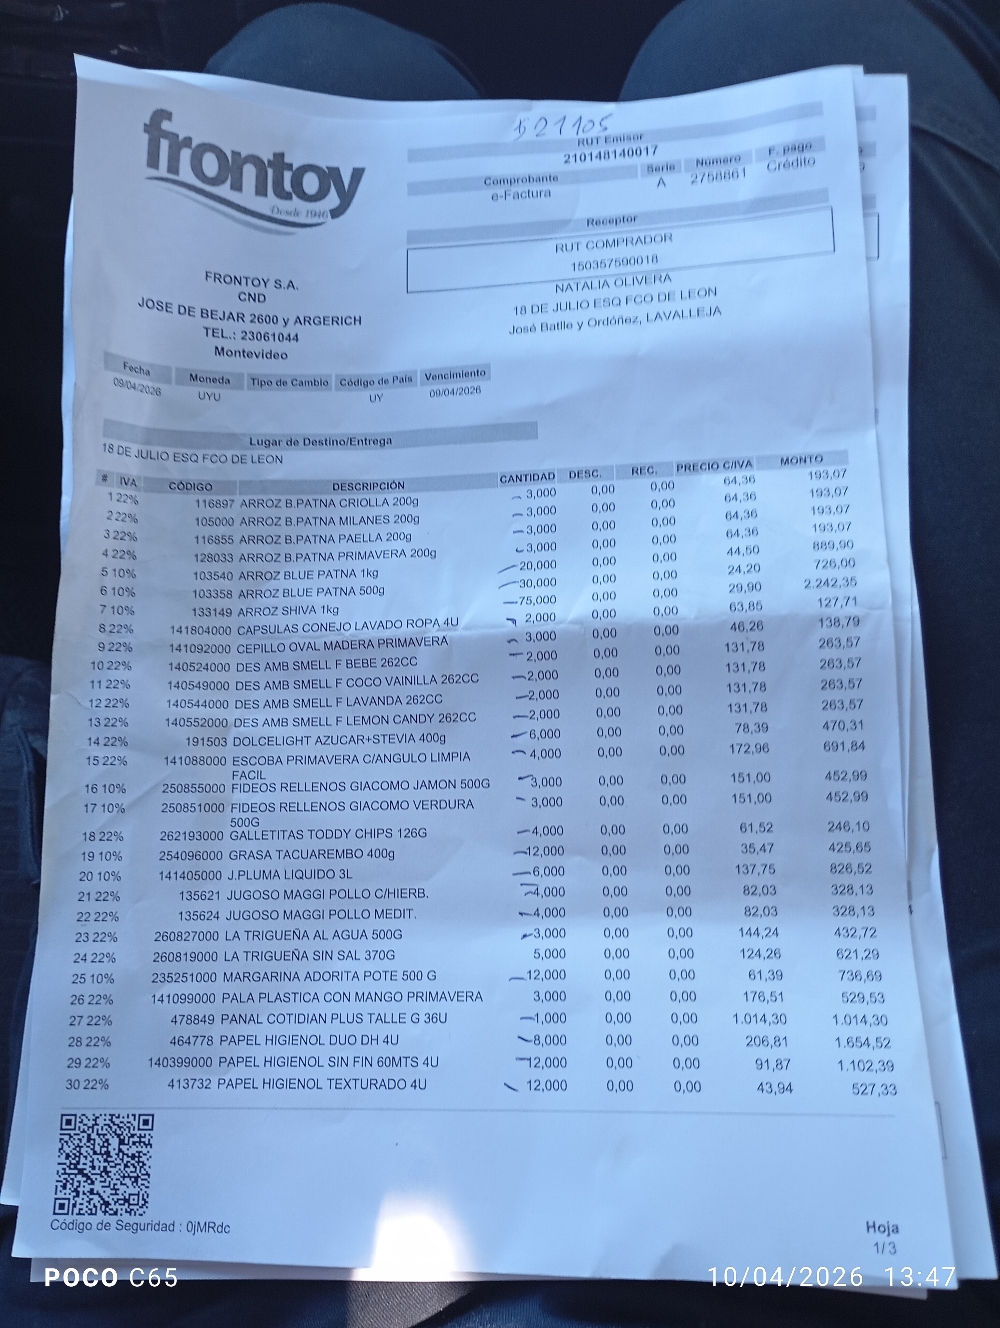 $21105
frontoy
Desde 1946
RUT Emisor
210148140017
Comprobante Serie Número F. pago
e-Factura A 2758861 Crédito
Receptor
RUT COMPRADOR
150357590018
NATALIA OLIVERA
18 DE JULIO ESQ FCO DE LEON
José Batlle y Ordóñez, LAVALLEJA
FRONTOY S.A.
CND
JOSE DE BEJAR 2600 y ARGERICH
TEL.: 23061044
Montevideo
Fecha Moneda Tipo de Cambio Código de País Vencimiento
09/04/2026 UYU UY 09/04/2026
Lugar de Destino/Entrega
18 DE JULIO ESQ FCO DE LEON
# IVA CÓDIGO DESCRIPCIÓN CANTIDAD DESC. REC. PRECIO C/IVA MONTO
1 22% 116897 ARROZ B.PATNA CRIOLLA 200g 3,000 0,00 0,00 64,36 193,07
2 22% 105000 ARROZ B.PATNA MILANES 200g 3,000 0,00 0,00 64,36 193,07
3 22% 116855 ARROZ B.PATNA PAELLA 200g 3,000 0,00 0,00 64,36 193,07
4 22% 128033 ARROZ B.PATNA PRIMAVERA 200g 3,000 0,00 0,00 64,36 193,07
5 10% 103540 ARROZ BLUE PATNA 1kg 20,000 0,00 0,00 44,50 889,90
6 10% 103358 ARROZ BLUE PATNA 500g 30,000 0,00 0,00 24,20 726,00
7 10% 133149 ARROZ SHIVA 1kg 75,000 0,00 0,00 29,90 2.242,35
8 22% 141804000 CAPSULAS CONEJO LAVADO ROPA 4U 2,000 0,00 0,00 63,85 127,71
9 22% 141092000 CEPILLO OVAL MADERA PRIMAVERA 3,000 0,00 0,00 46,26 138,79
10 22% 140524000 DES AMB SMELL F BEBE 262CC 2,000 0,00 0,00 131,78 263,57
11 22% 140549000 DES AMB SMELL F COCO VAINILLA 262CC 2,000 0,00 0,00 131,78 263,57
12 22% 140544000 DES AMB SMELL F LAVANDA 262CC 2,000 0,00 0,00 131,78 263,57
13 22% 140552000 DES AMB SMELL F LEMON CANDY 262CC 2,000 0,00 0,00 131,78 263,57
14 22% 191503 DOLCELIGHT AZUCAR+STEVIA 400g 6,000 0,00 0,00 78,39 470,31
15 22% 141088000 ESCOBA PRIMAVERA C/ANGULO LIMPIA 4,000 0,00 0,00 172,96 691,84
FACIL
16 10% 250855000 FIDEOS RELLENOS GIACOMO JAMON 500G 3,000 0,00 0,00 151,00 452,99
17 10% 250851000 FIDEOS RELLENOS GIACOMO VERDURA 3,000 0,00 0,00 151,00 452,99
500G
18 22% 262193000 GALLETITAS TODDY CHIPS 126G 4,000 0,00 0,00 61,52 246,10
19 10% 254096000 GRASA TACUAREMBO 400g 12,000 0,00 0,00 35,47 425,65
20 10% 141405000 J.PLUMA LIQUIDO 3L 6,000 0,00 0,00 137,75 826,52
21 22% 135621 JUGOSO MAGGI POLLO C/HIERB. 4,000 0,00 0,00 82,03 328,13
22 22% 135624 JUGOSO MAGGI POLLO MEDIT. 4,000 0,00 0,00 82,03 328,13
23 22% 260827000 LA TRIGUEÑA AL AGUA 500G 3,000 0,00 0,00 144,24 432,72
24 22% 260819000 LA TRIGUEÑA SIN SAL 370G 5,000 0,00 0,00 124,26 621,29
25 10% 235251000 MARGARINA ADORITA POTE 500 G 12,000 0,00 0,00 61,39 736,69
26 22% 141099000 PALA PLASTICA CON MANGO PRIMAVERA 3,000 0,00 0,00 176,51 529,53
27 22% 478849 PANAL COTIDIAN PLUS TALLE G 36U 1,000 0,00 0,00 1.014,30 1.014,30
28 22% 464778 PAPEL HIGIENOL DUO DH 4U 8,000 0,00 0,00 206,81 1.654,52
29 22% 140399000 PAPEL HIGIENOL SIN FIN 60MTS 4U 12,000 0,00 0,00 91,87 1.102,39
30 22% 413732 PAPEL HIGIENOL TEXTURADO 4U 12,000 0,00 0,00 43,94 527,33
Código de Seguridad : 0jMRdc
Hoja
1/3
POCO C65
10/04/2026 13:47